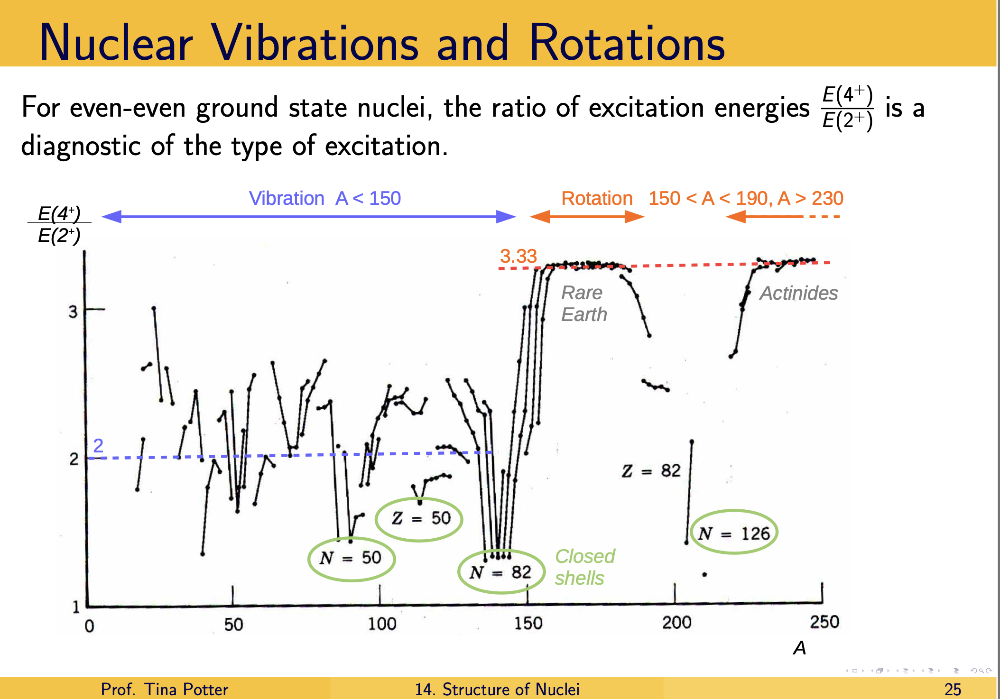 Nuclear Vibrations and Rotations
For even-even ground state nuclei, the ratio of excitation energies E(4⁺)/E(2⁺) is a
diagnostic of the type of excitation.
Vibration A < 150
Rotation 150 < A < 190, A > 230
E(4⁺)
E(2⁺)
3.33
Rare
Earth
Actinides
3
2
2
Z = 82
Z = 50
N = 126
N = 50
Closed
shells
N = 82
1
0 50 100 150 200 250
A
Prof. Tina Potter 14. Structure of Nuclei 25